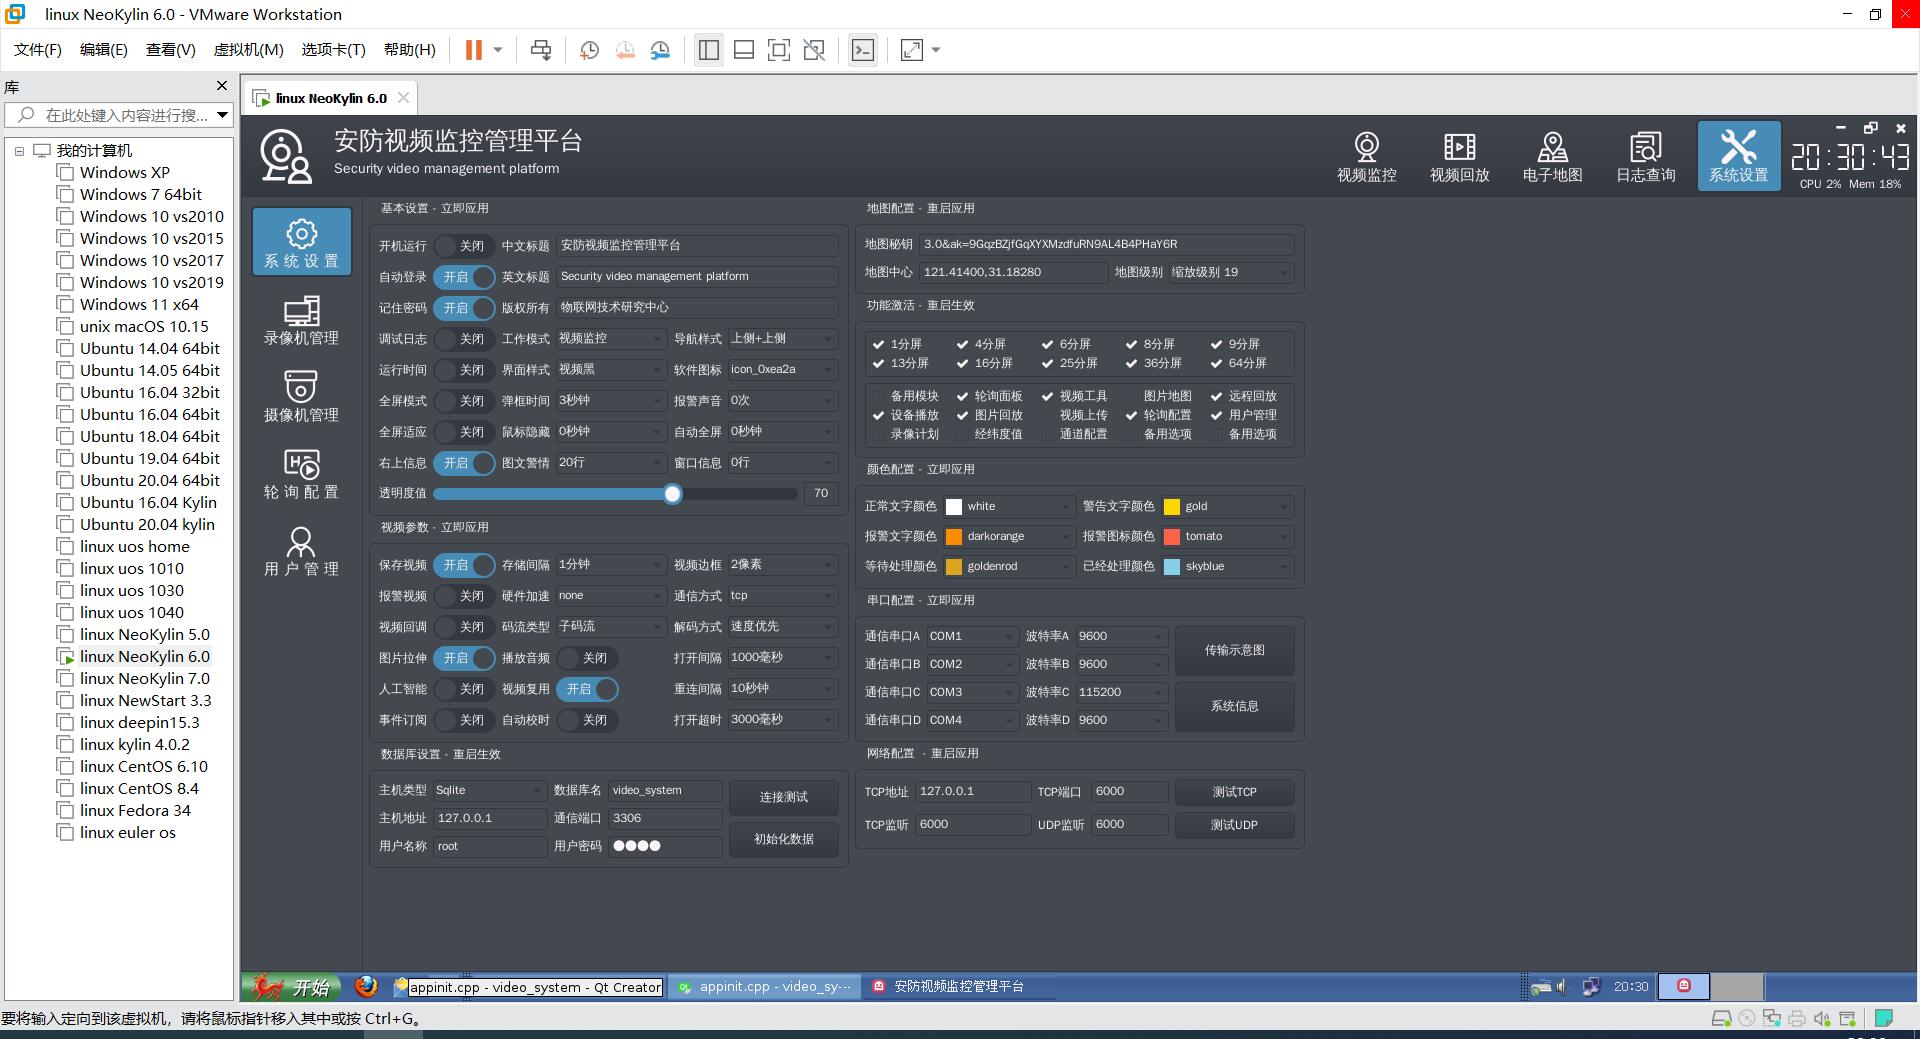 linux NeoKylin 6.0 - VMware Workstation
文件(F) 编辑(E) 查看(V) 虚拟机(M) 选项卡(T) 帮助(H)
库
在此处键入内容进行搜...
我的计算机
Windows XP
Windows 7 64bit
Windows 10 vs2010
Windows 10 vs2015
Windows 10 vs2017
Windows 10 vs2019
Windows 11 x64
unix macOS 10.15
Ubuntu 14.04 64bit
Ubuntu 14.05 64bit
Ubuntu 16.04 32bit
Ubuntu 16.04 64bit
Ubuntu 18.04 64bit
Ubuntu 19.04 64bit
Ubuntu 20.04 64bit
Ubuntu 16.04 Kylin
Ubuntu 20.04 kylin
linux uos home
linux uos 1010
linux uos 1030
linux uos 1040
linux NeoKylin 5.0
linux NeoKylin 6.0
linux NeoKylin 7.0
linux NewStart 3.3
linux deepin15.3
linux kylin 4.0.2
linux CentOS 6.10
linux CentOS 8.4
linux Fedora 34
linux euler os
linux NeoKylin 6.0
安防视频监控管理平台
Security video management platform
视频监控 视频回放 电子地图 日志查询 系统设置
20:30:43
CPU 2% Mem 18%
系统设置
录像机管理
摄像机管理
轮询配置
用户管理
基本设置 - 立即应用
开机运行 关闭 中文标题 安防视频监控管理平台
自动登录 开启 英文标题 Security video management platform
记住密码 开启 版权所有 物联网技术研究中心
调试日志 关闭 工作模式 视频监控 导航样式 上侧+上侧
运行时间 关闭 界面样式 视频黑 软件图标 icon_0xea2a
全屏模式 关闭 弹框时间 3秒钟 报警声音 0次
全屏适应 关闭 鼠标隐藏 0秒钟 自动全屏 0秒钟
右上信息 开启 图文警情 20行 窗口信息 0行
透明度值 70
视频参数 - 立即应用
保存视频 开启 存储间隔 1分钟 视频边框 2像素
报警视频 关闭 硬件加速 none 通信方式 tcp
视频回调 关闭 码流类型 子码流 解码方式 速度优先
图片拉伸 开启 播放音频 关闭 打开间隔 1000毫秒
人工智能 关闭 视频复用 开启 重连间隔 10秒钟
事件订阅 关闭 自动校时 关闭 打开超时 3000毫秒
数据库设置 - 重启生效
主机类型 Sqlite 数据库名 video_system 连接测试
主机地址 127.0.0.1 通信端口 3306
用户名称 root 用户密码 ●●●● 初始化数据
地图配置 - 重启应用
地图秘钥 3.0&ak=9GqzBZjfGqXYXMzdfuRN9AL4B4PHaY6R
地图中心 121.41400,31.18280 地图级别 缩放级别 19
功能激活 - 重启生效
1分屏 4分屏 6分屏 8分屏 9分屏
13分屏 16分屏 25分屏 36分屏 64分屏
备用模块 轮询面板 视频工具 图片地图 远程回放
设备播放 图片回放 视频上传 轮询配置 用户管理
录像计划 经纬度值 通道配置 备用选项 备用选项
颜色配置 - 立即应用
正常文字颜色 white 警告文字颜色 gold
报警文字颜色 darkorange 报警图标颜色 tomato
等待处理颜色 goldenrod 已经处理颜色 skyblue
串口配置 - 立即应用
通信串口A COM1 波特率A 9600 传输示意图
通信串口B COM2 波特率B 9600
通信串口C COM3 波特率C 115200 系统信息
通信串口D COM4 波特率D 9600
网络配置 - 重启应用
TCP地址 127.0.0.1 TCP端口 6000 测试TCP
TCP监听 6000 UDP监听 6000 测试UDP
开始 appinit.cpp - video_system - Qt Creator appinit.cpp - video_sy··· 安防视频监控管理平台 20:30
要将输入定向到该虚拟机，请将鼠标指针移入其中或按 Ctrl+G。